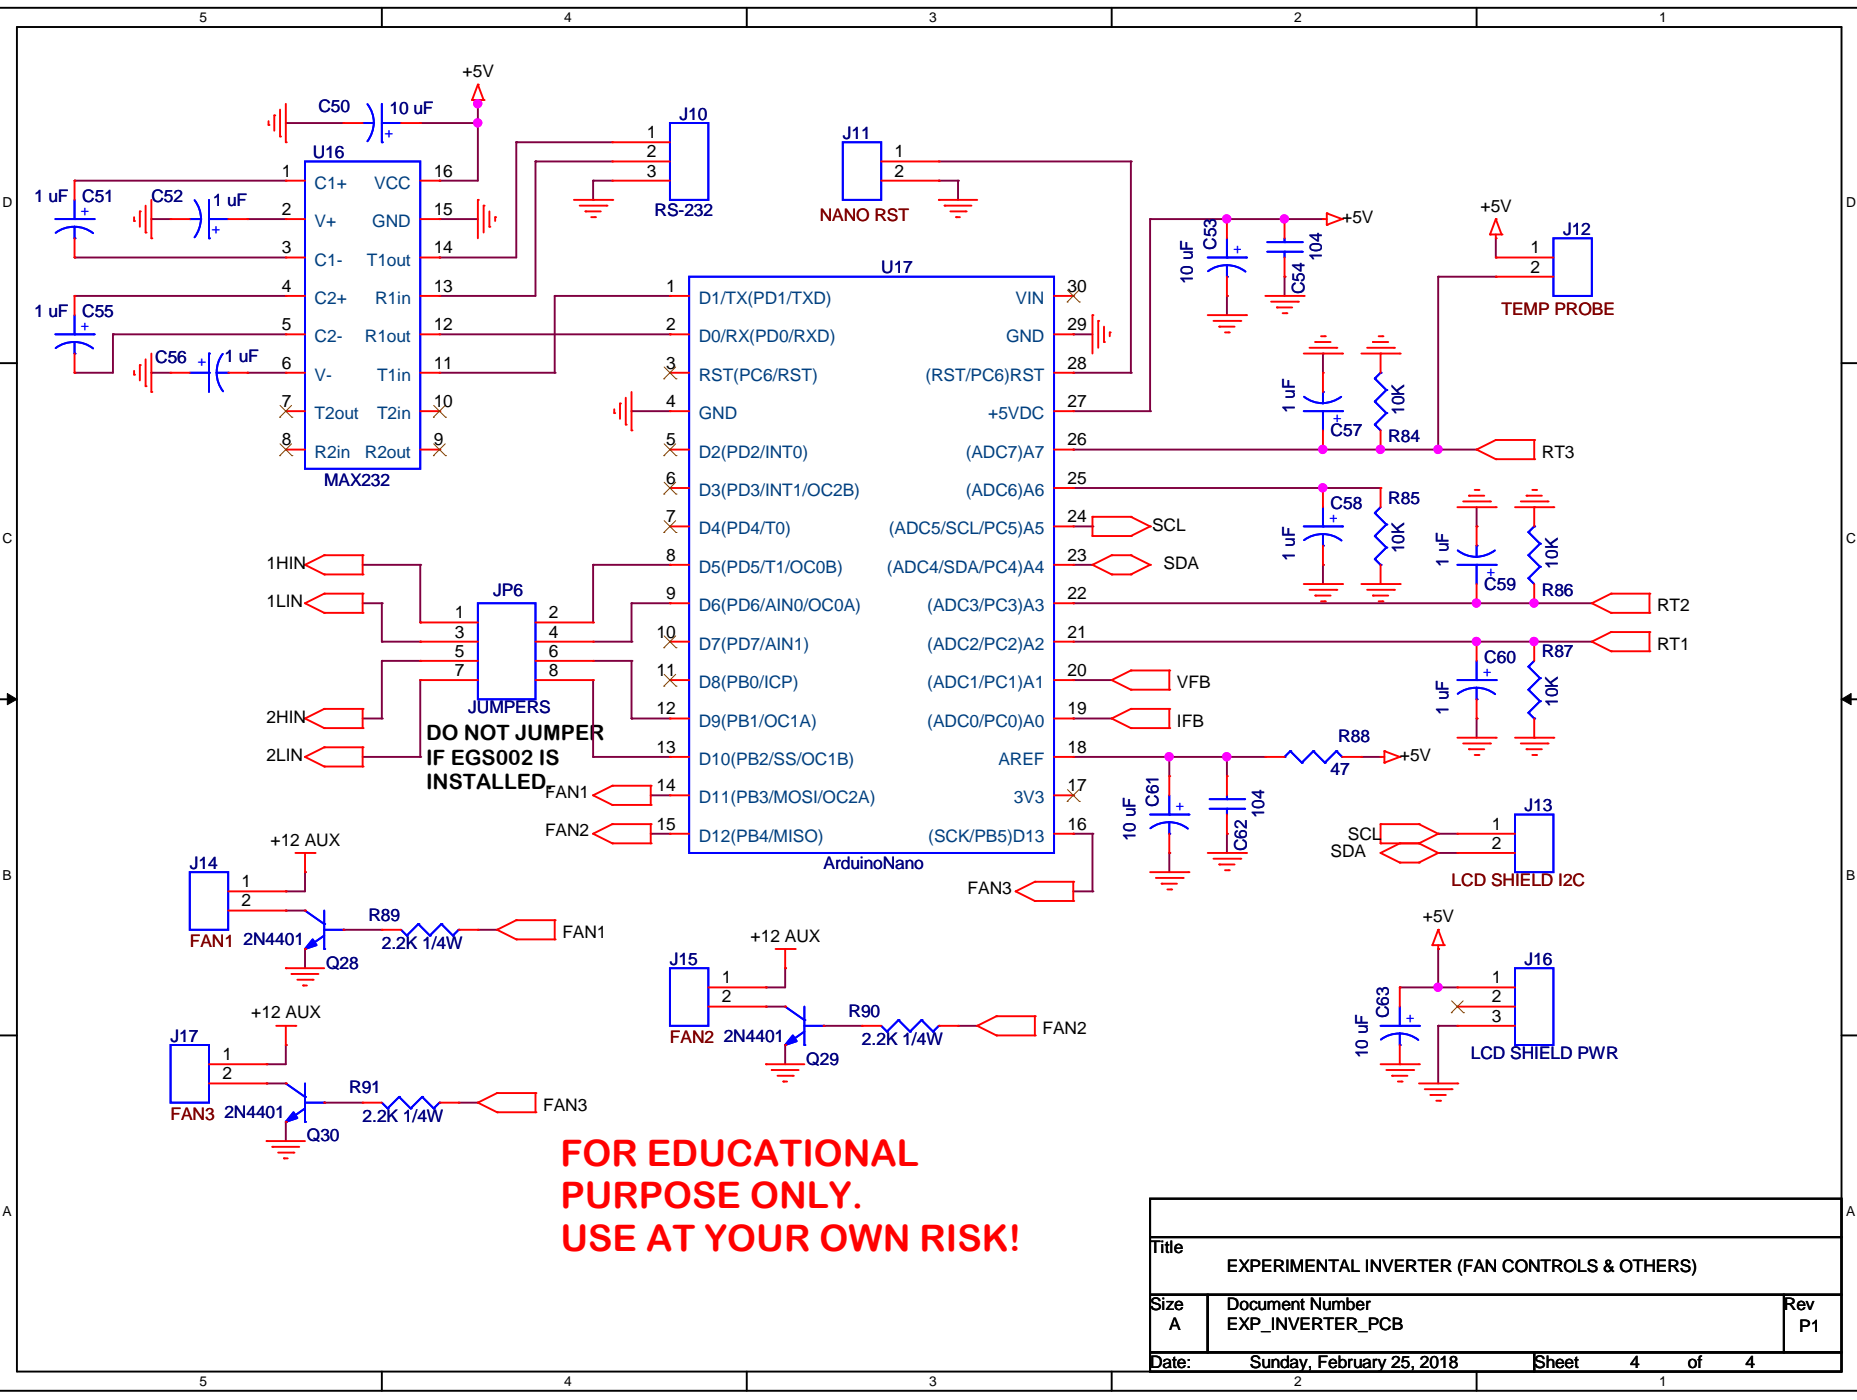 5 4 3 2 1
D
C
B
A
D
C
B
A
5 4 3 2 1
+5V
C50 10 uF
U16
1 C1+ VCC 16
2 V+ GND 15
3 C1- T1out 14
4 C2+ R1in 13
5 C2- R1out 12
6 V- T1in 11
7 T2out T2in 10
8 R2in R2out 9
MAX232
1 uF C51
C52 1 uF
1 uF C55
C56 1 uF
J10
1
2
3
RS-232
J11
1
2
NANO RST
U17
1 D1/TX(PD1/TXD) VIN 30
2 D0/RX(PD0/RXD) GND 29
3 RST(PC6/RST) (RST/PC6)RST 28
4 GND +5VDC 27
5 D2(PD2/INT0) (ADC7)A7 26
6 D3(PD3/INT1/OC2B) (ADC6)A6 25
7 D4(PD4/T0) (ADC5/SCL/PC5)A5 24
8 D5(PD5/T1/OC0B) (ADC4/SDA/PC4)A4 23
9 D6(PD6/AIN0/OC0A) (ADC3/PC3)A3 22
10 D7(PD7/AIN1) (ADC2/PC2)A2 21
11 D8(PB0/ICP) (ADC1/PC1)A1 20
12 D9(PB1/OC1A) (ADC0/PC0)A0 19
13 D10(PB2/SS/OC1B) AREF 18
14 D11(PB3/MOSI/OC2A) 3V3 17
15 D12(PB4/MISO) (SCK/PB5)D13 16
ArduinoNano
10 uF C53
C54 104
+5V
+5V
J12
1
2
TEMP PROBE
1 uF C57
10K R84
RT3
C58 1 uF
R85 10K
SCL
SDA
1 uF C59
10K R86
RT2
C60 1 uF
R87 10K
RT1
VFB
IFB
R88
47
+5V
10 uF C61
C62 104
1HIN
1LIN
2HIN
2LIN
JP6
1 2
3 4
5 6
7 8
JUMPERS
DO NOT JUMPER
IF EGS002 IS
INSTALLED.
FAN1
FAN2
FAN3
SCL
SDA
J13
1
2
LCD SHIELD I2C
+12 AUX
J14
1
2
FAN1
2N4401
Q28
R89
2.2K 1/4W
FAN1
+12 AUX
J15
1
2
FAN2
2N4401
Q29
R90
2.2K 1/4W
FAN2
+12 AUX
J17
1
2
FAN3
2N4401
Q30
R91
2.2K 1/4W
FAN3
+5V
J16
1
2
3
10 uF C63
LCD SHIELD PWR
FOR EDUCATIONAL
PURPOSE ONLY.
USE AT YOUR OWN RISK!
Title
EXPERIMENTAL INVERTER (FAN CONTROLS & OTHERS)
Size Document Number Rev
A EXP_INVERTER_PCB P1
Date: Sunday, February 25, 2018 Sheet 4 of 4